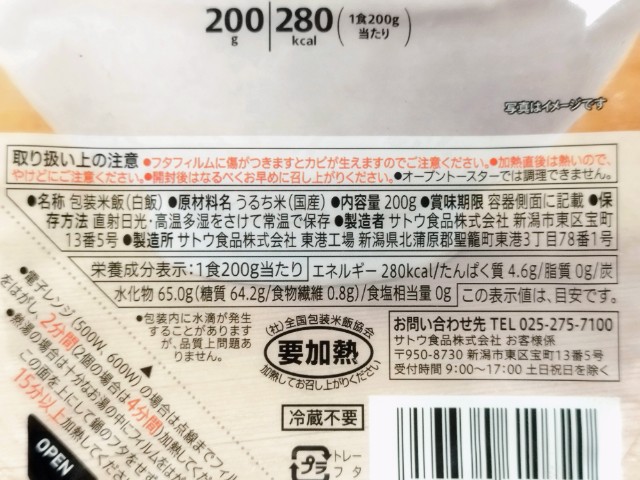 200g 280kcal (1食200g当たり)
写真はイメージです
取り扱い上の注意 ●フタフィルムに傷がつきますとカビが生えますのでご注意ください。●加熱直後は熱いので、
やけどにご注意ください。●開封後はなるべくお早めに召し上がりください。●オーブントースターでは調理できません。
●名称 包装米飯(白飯) ●原材料名 うるち米(国産) ●内容量 200g ●賞味期限 容器側面に記載 ●保
存方法 直射日光・高温多湿をさけて常温で保存 ●製造者 サトウ食品株式会社 新潟市東区宝町
13番5号 ●製造所 サトウ食品株式会社 東港工場 新潟県北蒲原郡聖籠町東港3丁目78番1号
栄養成分表示:1食200g当たり エネルギー 280kcal/たんぱく質 4.6g/脂質 0g/炭
水化物 65.0g(糖質 64.2g/食物繊維 0.8g)/食塩相当量 0g この表示値は、目安です。
●包装内に水滴が発生
することがありますが、品質上問題あ
りません。
(社)全国包装米飯協会
要加熱
加熱してお召し上がりください
お問い合わせ先 TEL 025-275-7100
サトウ食品株式会社 お客様係
〒950-8730 新潟市東区宝町13番5号
受付時間 9:00～17:00 土日祝日を除く
●電子レンジ(500W、600W)の
をはがし、2分間(2個の場合は4分間)加熱してく
●熱湯の場合は十分なお湯の中にフィルムをはが
この面を上にして鍋のフタをせず
15分以上加熱してくださ
場合は点線までフィル
冷蔵不要
OPEN
プラ
トレー
フタ